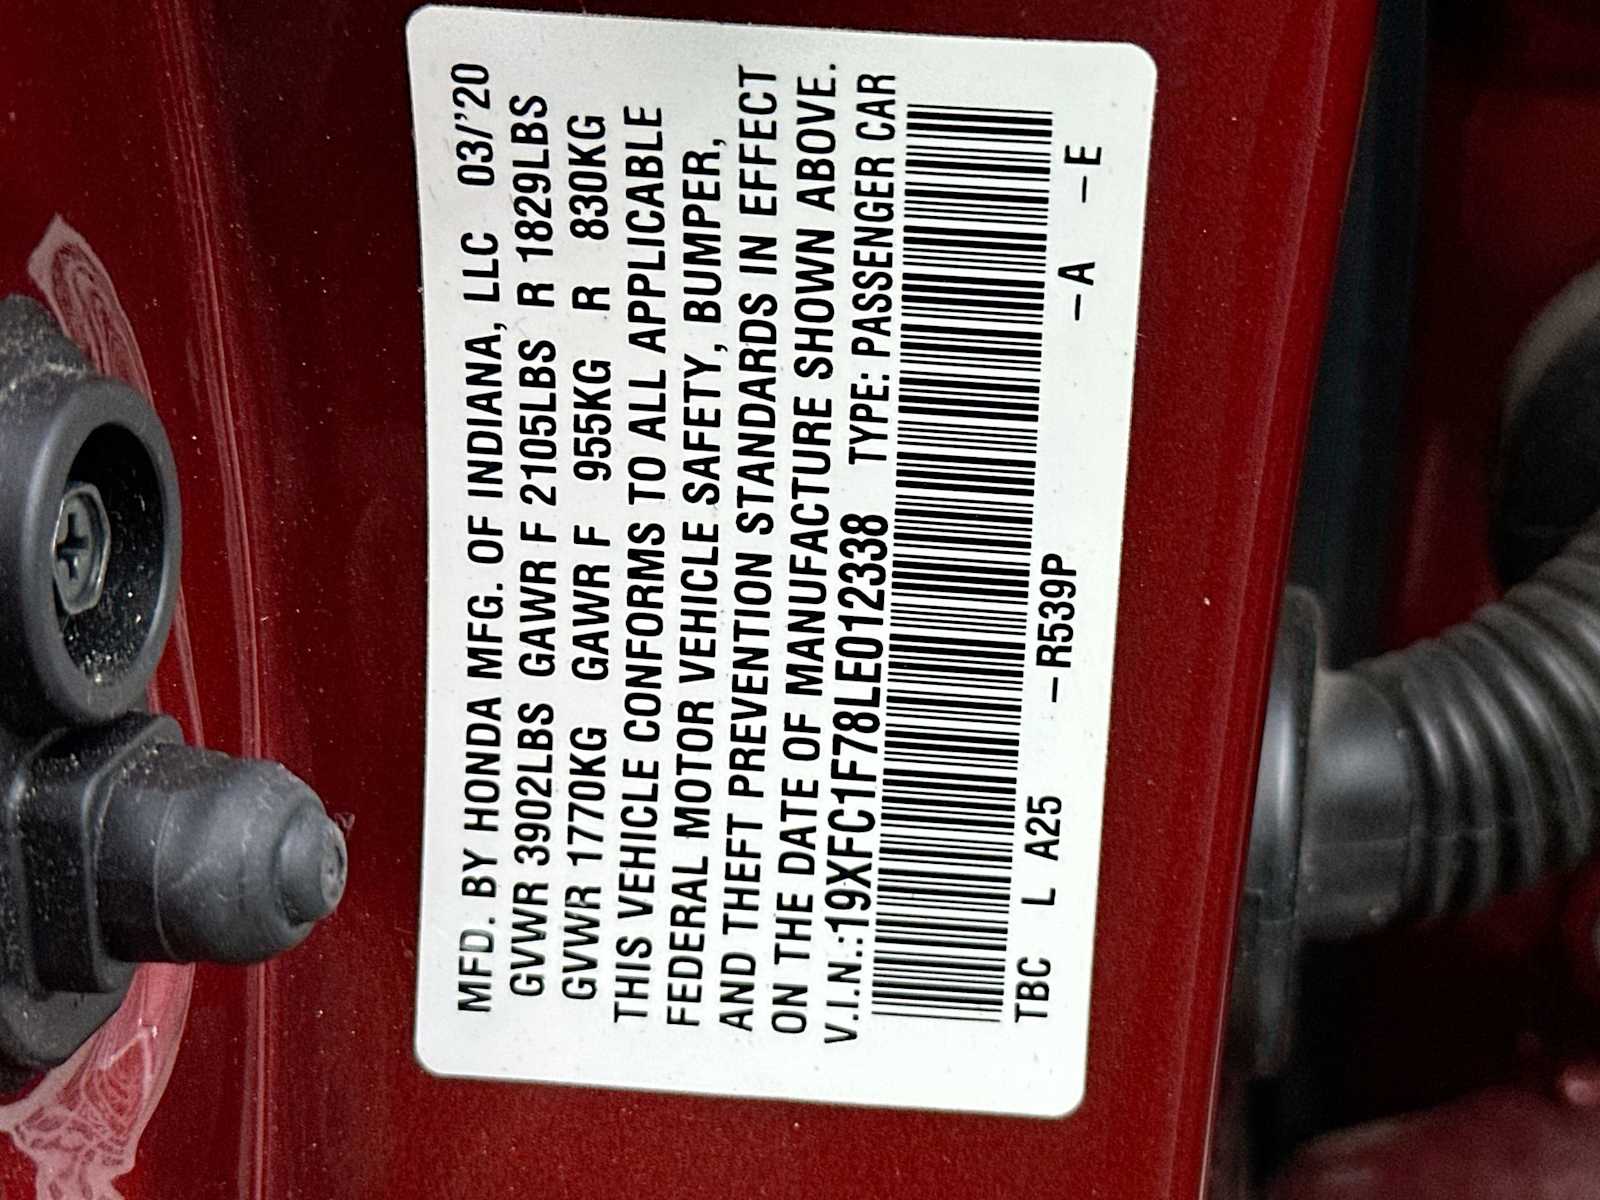 MFD. BY HONDA MFG. OF INDIANA, LLC 03/'20
GVWR 3902LBS GAWR F 2105LBS R 1829LBS
GVWR 1770KG GAWR F 955KG R 830KG
THIS VEHICLE CONFORMS TO ALL APPLICABLE
FEDERAL MOTOR VEHICLE SAFETY, BUMPER,
AND THEFT PREVENTION STANDARDS IN EFFECT
ON THE DATE OF MANUFACTURE SHOWN ABOVE.
V.I.N.:19XFC1F78LE012338 TYPE: PASSENGER CAR
TBC L A25 –R539P –A –E